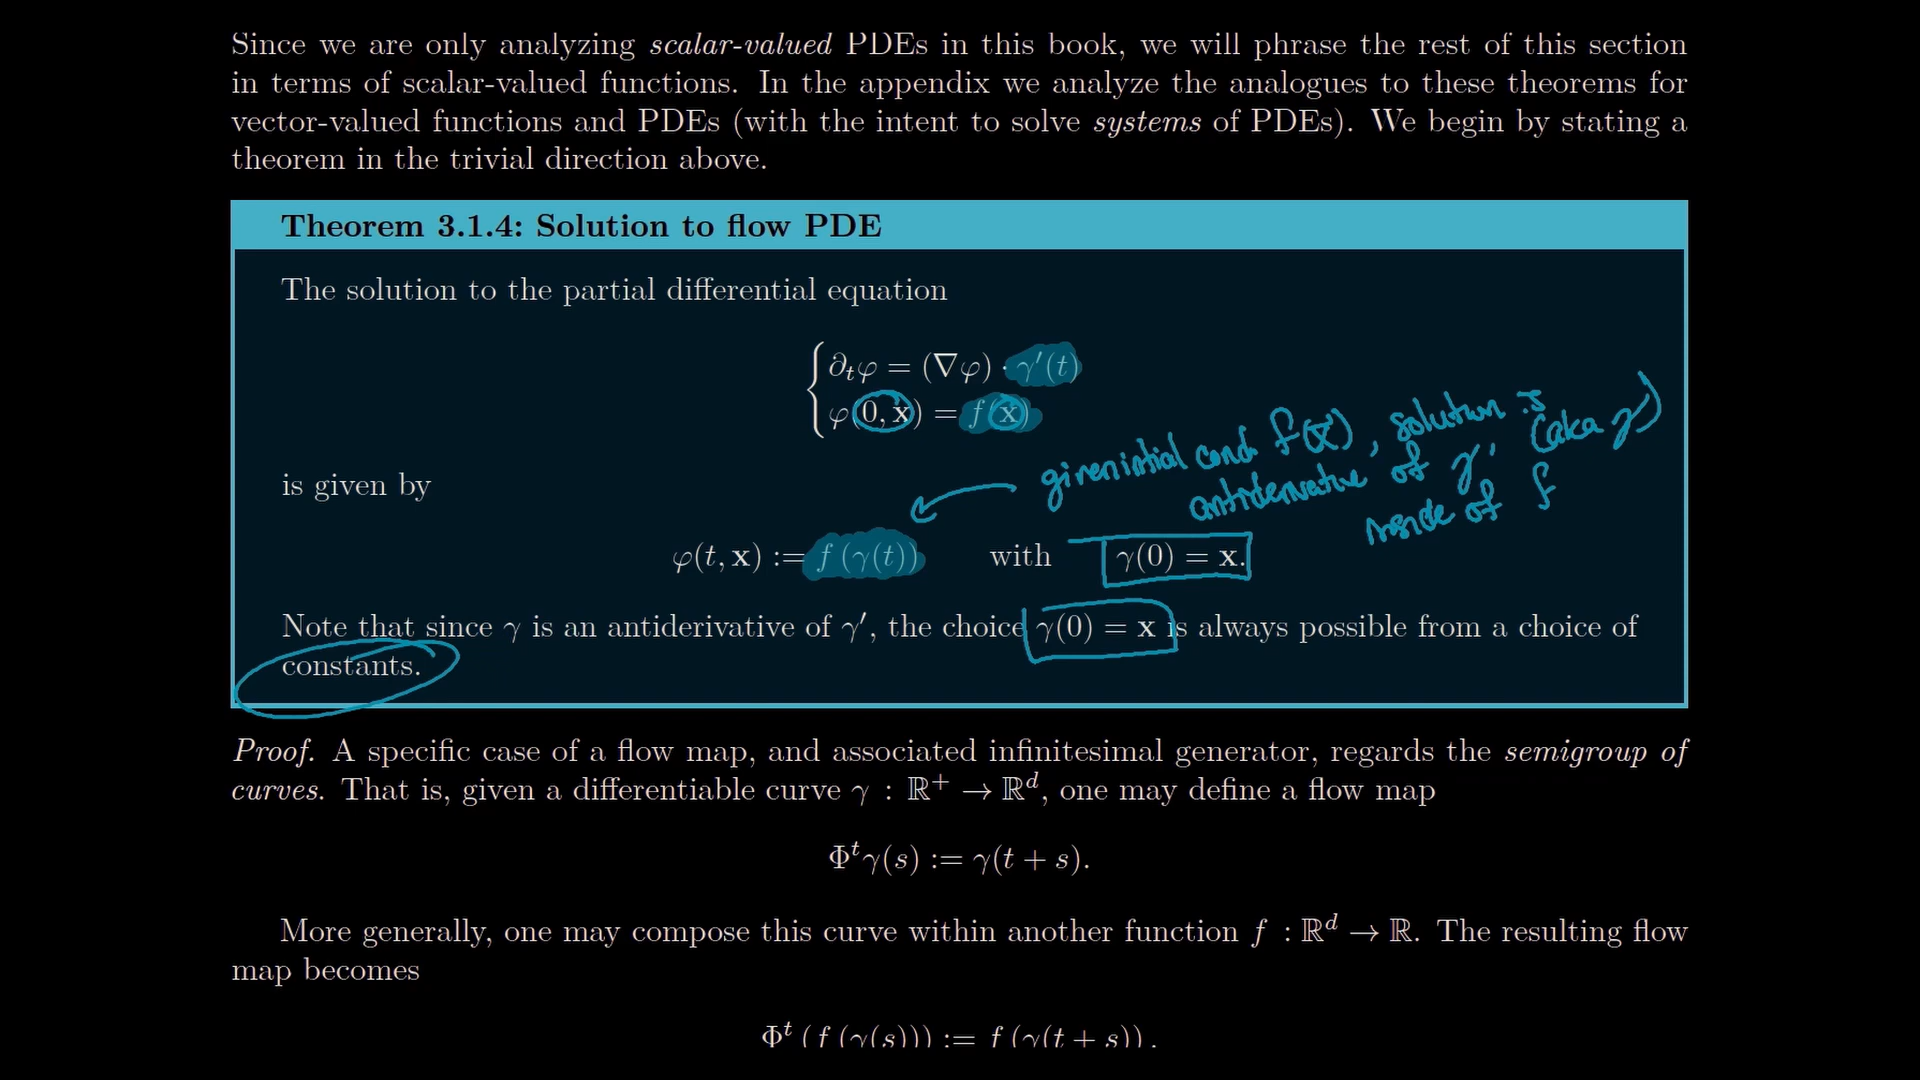 Since we are only analyzing scalar-valued PDEs in this book, we will phrase the rest of this section
in terms of scalar-valued functions. In the appendix we analyze the analogues to these theorems for
vector-valued functions and PDEs (with the intent to solve systems of PDEs). We begin by stating a
theorem in the trivial direction above.
Theorem 3.1.4: Solution to flow PDE
The solution to the partial differential equation
∂ₜφ = (∇φ) · γ′(t)
φ(0, x) = f(x)
given initial cond. f(x), solution is
antiderivative of γ′ (aka γ)
inside of f
is given by
φ(t, x) := f (γ(t)) with γ(0) = x.
Note that since γ is an antiderivative of γ′, the choice γ(0) = x is always possible from a choice of
constants.
Proof. A specific case of a flow map, and associated infinitesimal generator, regards the semigroup of
curves. That is, given a differentiable curve γ : ℝ⁺ → ℝᵈ, one may define a flow map
Φᵗγ(s) := γ(t + s).
More generally, one may compose this curve within another function f : ℝᵈ → ℝ. The resulting flow
map becomes
Φᵗ (f (γ(s))) := f (γ(t + s)).